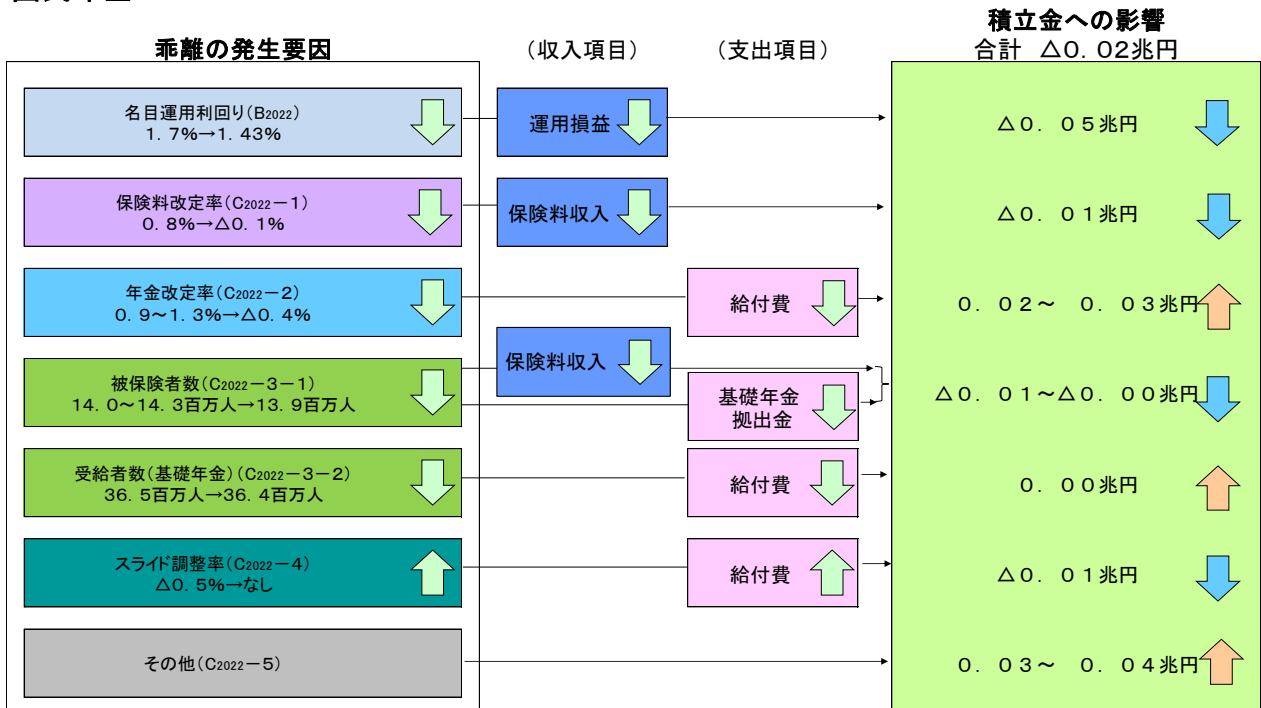 積立金への影響
乖離の発生要因
(収入項目)
(支出項目)
合計 △0.02兆円
名目運用利回り(B2022)
1.7%→1.43%
運用損益
△0.05兆円
保険料改定率(C2022-1)
0.8%→△0.1%
保険料収入
△0.01兆円
年金改定率(C2022-2)
0.9~1.3%→△0.4%
給付費
0.02~ 0.03兆円
被保険者数(C2022-3-1)
14.0~14.3百万人→13.9百万人
保険料収入
基礎年金
拠出金
△0.01~△0.00兆円
受給者数(基礎年金)(C2022-3-2)
36.5百万人→36.4百万人
給付費
0.00兆円
スライド調整率(C2022-4)
△0.5%→なし
給付費
△0.01兆円
その他(C2022-5)
0.03~ 0.04兆円